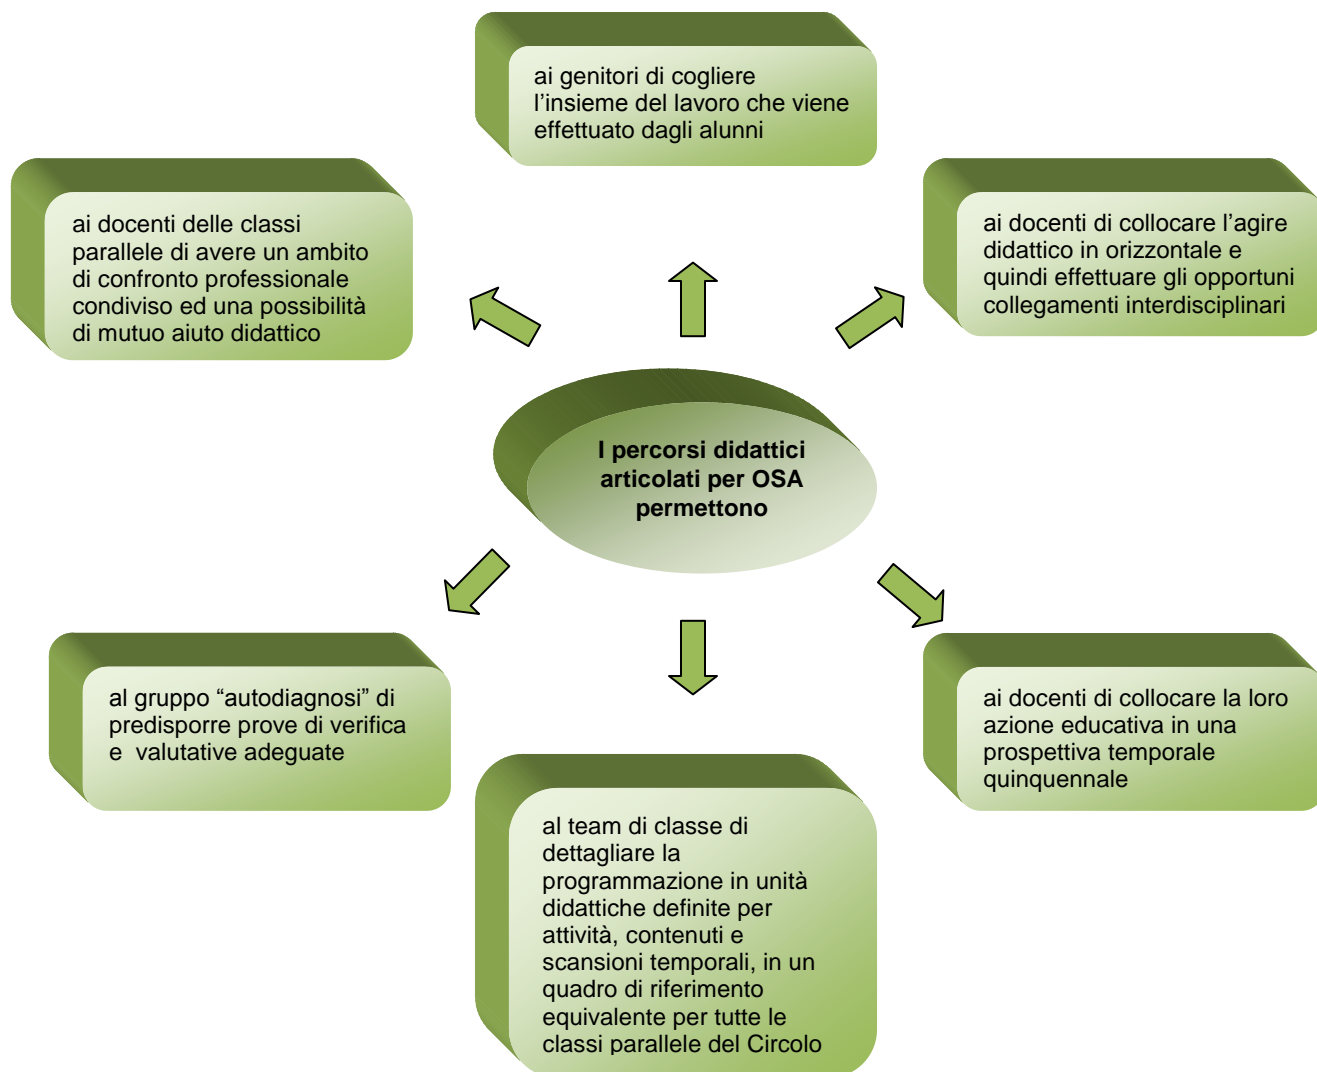 ai genitori di cogliere
l’insieme del lavoro che viene
effettuato dagli alunni
ai docenti delle classi
parallele di avere un ambito
di confronto professionale
condiviso ed una possibilità
di mutuo aiuto didattico
ai docenti di collocare l’agire
didattico in orizzontale e
quindi effettuare gli opportuni
collegamenti interdisciplinari
I percorsi didattici
articolati per OSA
permettono
al gruppo “autodiagnosi” di
predisporre prove di verifica
e  valutative adeguate
ai docenti di collocare la loro
azione educativa in una
prospettiva temporale
quinquennale
al team di classe di
dettagliare la
programmazione in unità
didattiche definite per
attività, contenuti e
scansioni temporali, in un
quadro di riferimento
equivalente per tutte le
classi parallele del Circolo